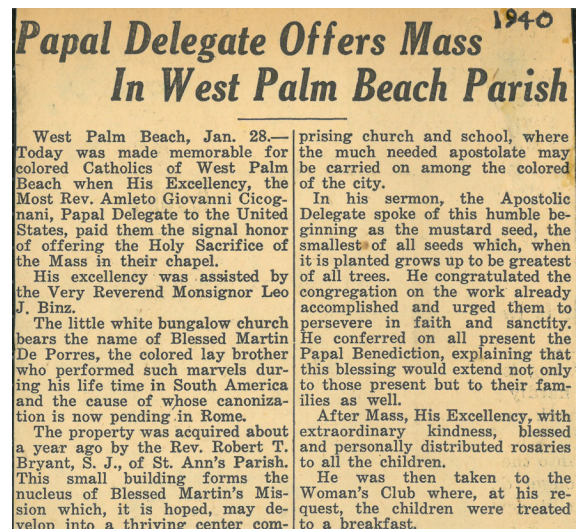 1940
Papal Delegate Offers Mass
In West Palm Beach Parish
West Palm Beach, Jan. 28.—
Today was made memorable for
colored Catholics of West Palm
Beach when His Excellency, the
Most Rev. Amleto Giovanni Cicog-
nani, Papal Delegate to the United
States, paid them the signal honor
of offering the Holy Sacrifice of
the Mass in their chapel.
His excellency was assisted by
the Very Reverend Monsignor Leo
J. Binz.
The little white bungalow church
bears the name of Blessed Martin
De Porres, the colored lay brother
who performed such marvels dur-
ing his life time in South America
and the cause of whose canoniza-
tion is now pending in Rome.
The property was acquired about
a year ago by the Rev. Robert T.
Bryant, S. J., of St. Ann's Parish.
This small building forms the
nucleus of Blessed Martin's Mis-
sion which, it is hoped, may de-
velop into a thriving center com-
prising church and school, where
the much needed apostolate may
be carried on among the colored
of the city.
In his sermon, the Apostolic
Delegate spoke of this humble be-
ginning as the mustard seed, the
smallest of all seeds which, when
it is planted grows up to be greatest
of all trees. He congratulated the
congregation on the work already
accomplished and urged them to
persevere in faith and sanctity.
He conferred on all present the
Papal Benediction, explaining that
this blessing would extend not only
to those present but to their fam-
ilies as well.
After Mass, His Excellency, with
extraordinary kindness, blessed
and personally distributed rosaries
to all the children.
He was then taken to the
Woman's Club where, at his re-
quest, the children were treated
to a breakfast.